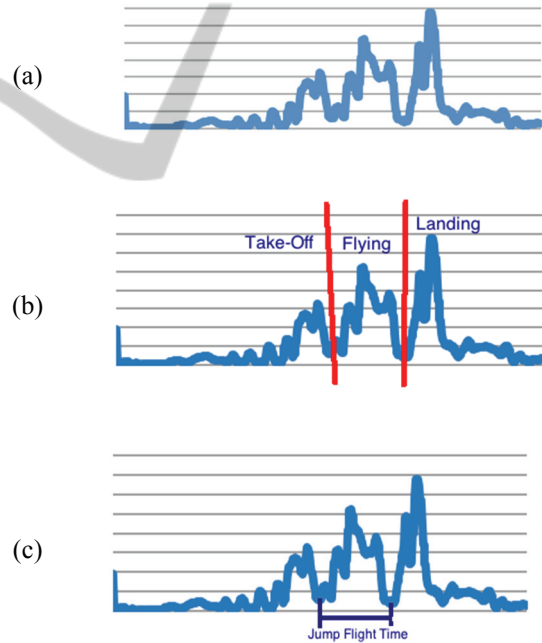 (a)
(b)
Take-Off
Flying
Landing
(c)
Jump Flight Time